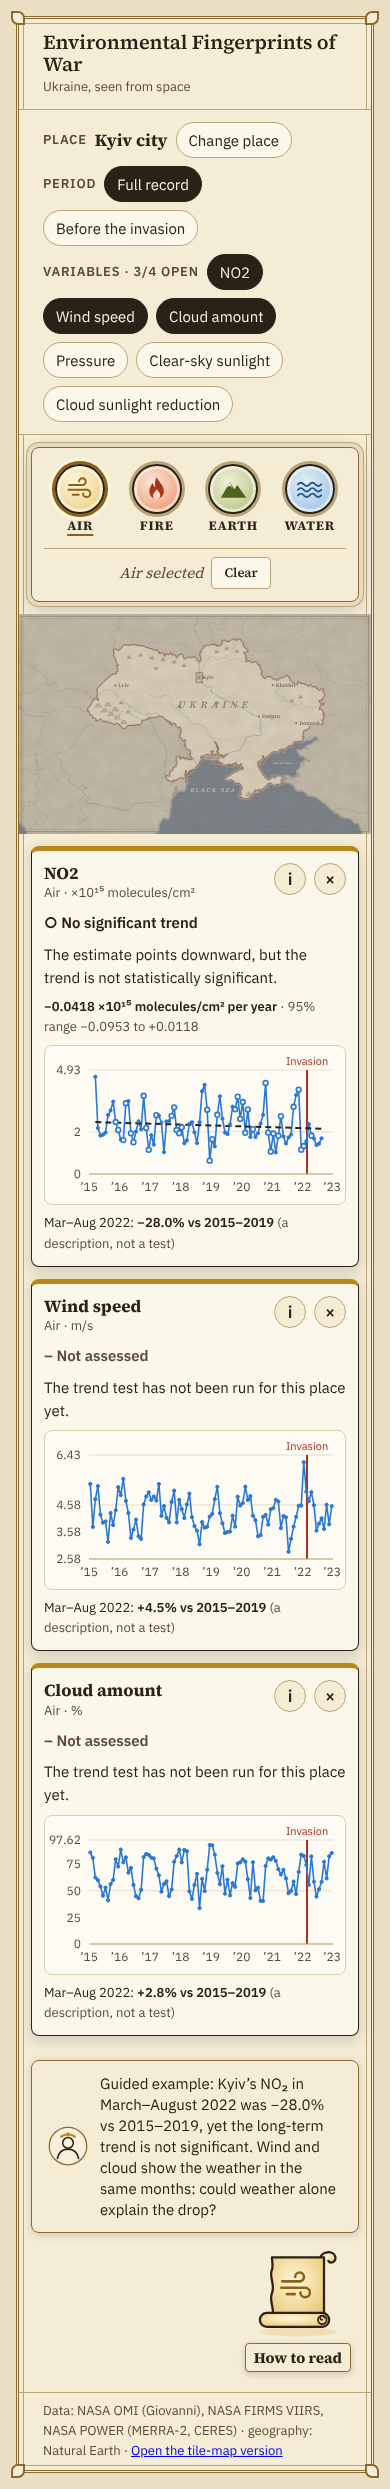 Environmental Fingerprints of
War
Ukraine, seen from space
PLACE Kyiv city Change place
PERIOD Full record
Before the invasion
VARIABLES · 3/4 OPEN NO2
Wind speed Cloud amount
Pressure Clear-sky sunlight
Cloud sunlight reduction
AIR FIRE EARTH WATER
Air selected Clear
Kyiv
Lviv
Kharkiv
UKRAINE
Dnipro
Donetsk
BLACK SEA
NO2
Air · ×10¹⁵ molecules/cm²
i ×
No significant trend
The estimate points downward, but the
trend is not statistically significant.
−0.0418 ×10¹⁵ molecules/cm² per year · 95%
range −0.0953 to +0.0118
Invasion
4.93
2
0
’15 ’16 ’17 ’18 ’19 ’20 ’21 ’22 ’23
Mar–Aug 2022: −28.0% vs 2015–2019 (a
description, not a test)
Wind speed
Air · m/s
i ×
– Not assessed
The trend test has not been run for this place
yet.
Invasion
6.43
4.58
3.58
2.58
’15 ’16 ’17 ’18 ’19 ’20 ’21 ’22 ’23
Mar–Aug 2022: +4.5% vs 2015–2019 (a
description, not a test)
Cloud amount
Air · %
i ×
– Not assessed
The trend test has not been run for this place
yet.
Invasion
97.62
75
50
25
0
’15 ’16 ’17 ’18 ’19 ’20 ’21 ’22 ’23
Mar–Aug 2022: +2.8% vs 2015–2019 (a
description, not a test)
Guided example: Kyiv’s NO₂ in
March–August 2022 was −28.0%
vs 2015–2019, yet the long-term
trend is not significant. Wind and
cloud show the weather in the
same months: could weather alone
explain the drop?
How to read
Data: NASA OMI (Giovanni), NASA FIRMS VIIRS,
NASA POWER (MERRA-2, CERES) · geography:
Natural Earth · Open the tile-map version